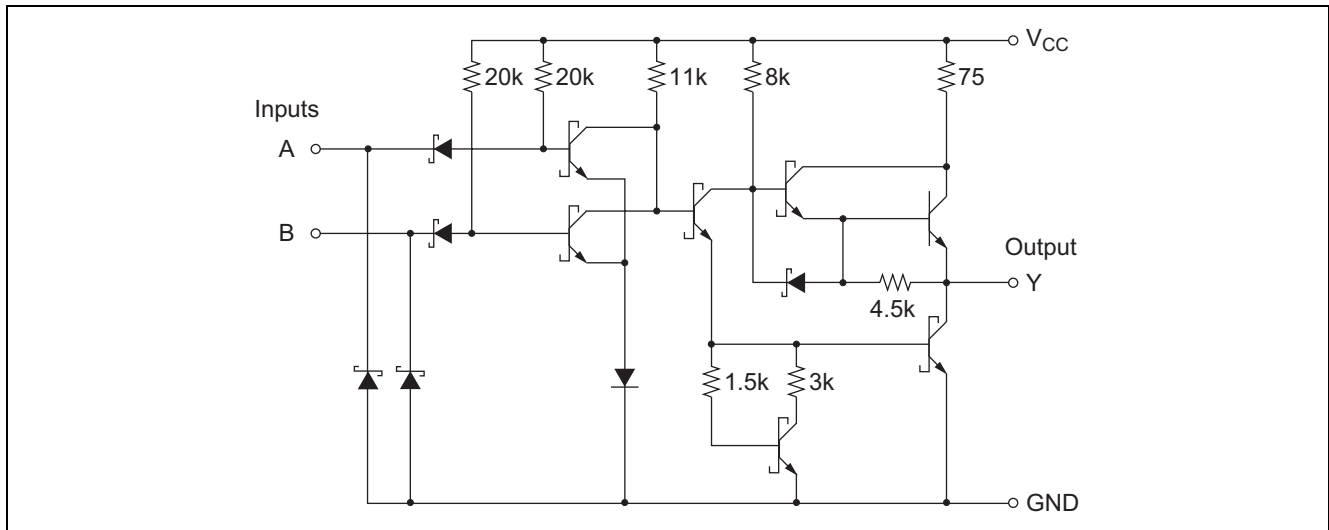 V_CC
20k 20k 11k 8k 75
Inputs
A
B
Output
Y
4.5k
1.5k 3k
GND